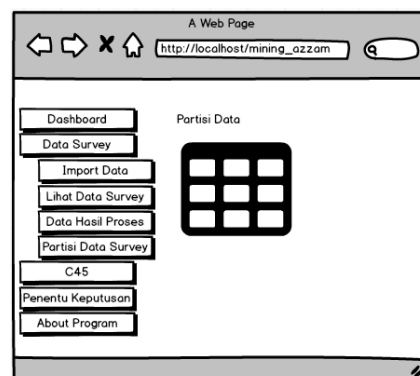 A Web Page
http://localhost/mining_azzam
Dashboard
Partisi Data
Data Survey
Import Data
Lihat Data Survey
Data Hasil Proses
Partisi Data Survey
C45
Penentu Keputusan
About Program